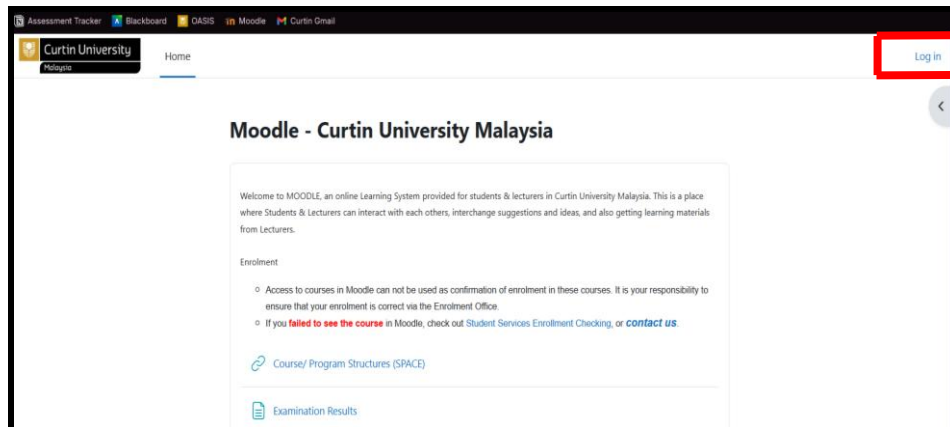 Assessment Tracker Blackboard OASIS Moodle Curtin Gmail
Curtin University
Malaysia
Home
Log in
Moodle - Curtin University Malaysia
Welcome to MOODLE, an online Learning System provided for students & lecturers in Curtin University Malaysia. This is a place
where Students & Lecturers can interact with each others, interchange suggestions and ideas, and also getting learning materials
from Lecturers.
Enrolment
Access to courses in Moodle can not be used as confirmation of enrolment in these courses. It is your responsibility to
ensure that your enrolment is correct via the Enrolment Office.
If you failed to see the course in Moodle, check out Student Services Enrollment Checking, or contact us.
Course/ Program Structures (SPACE)
Examination Results